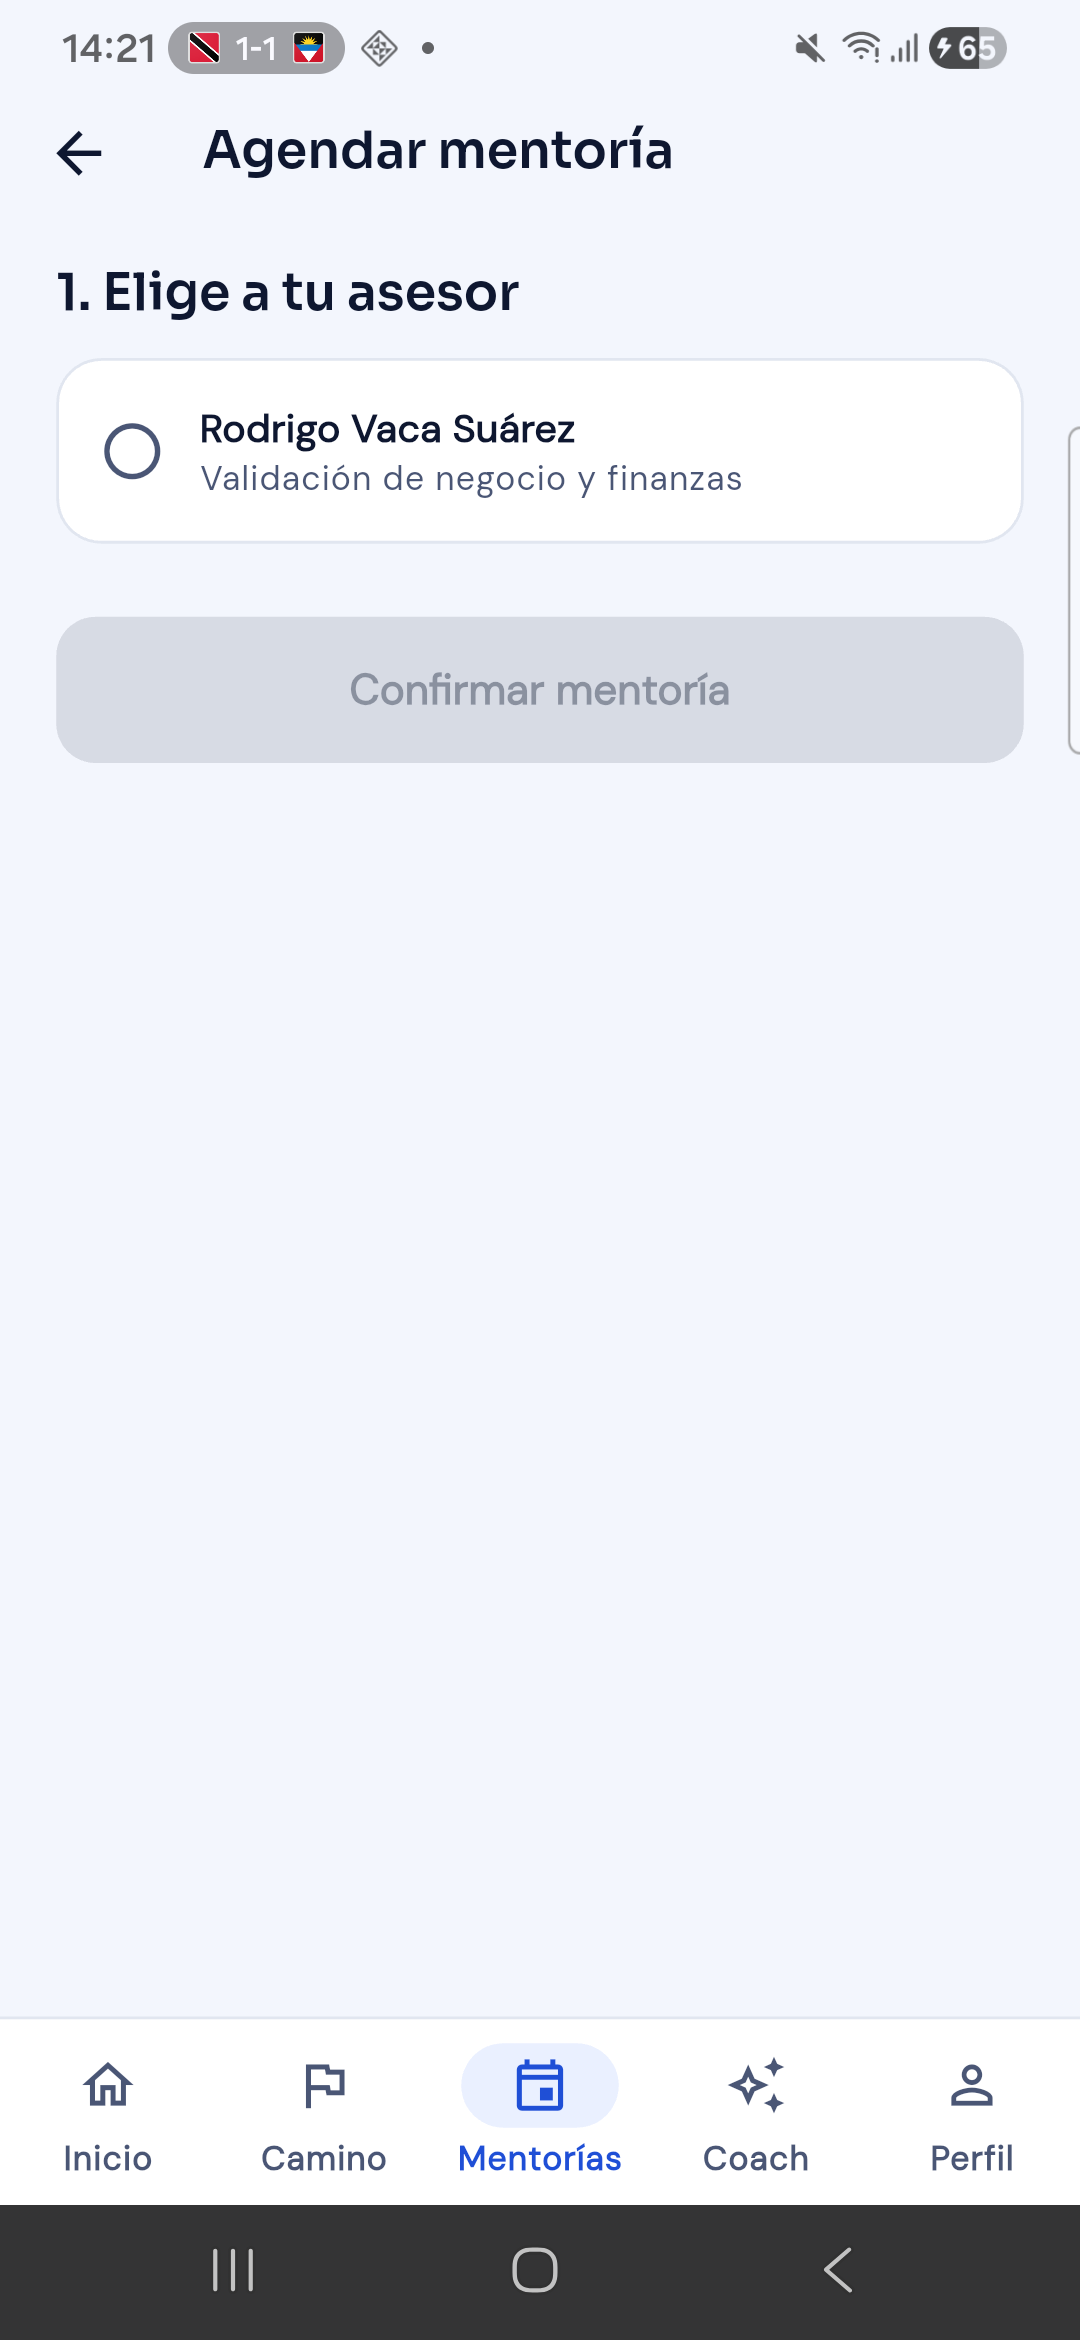 14:21 1-1 65
Agendar mentoría
1. Elige a tu asesor
Rodrigo Vaca Suárez
Validación de negocio y finanzas
Confirmar mentoría
Inicio Camino Mentorías Coach Perfil